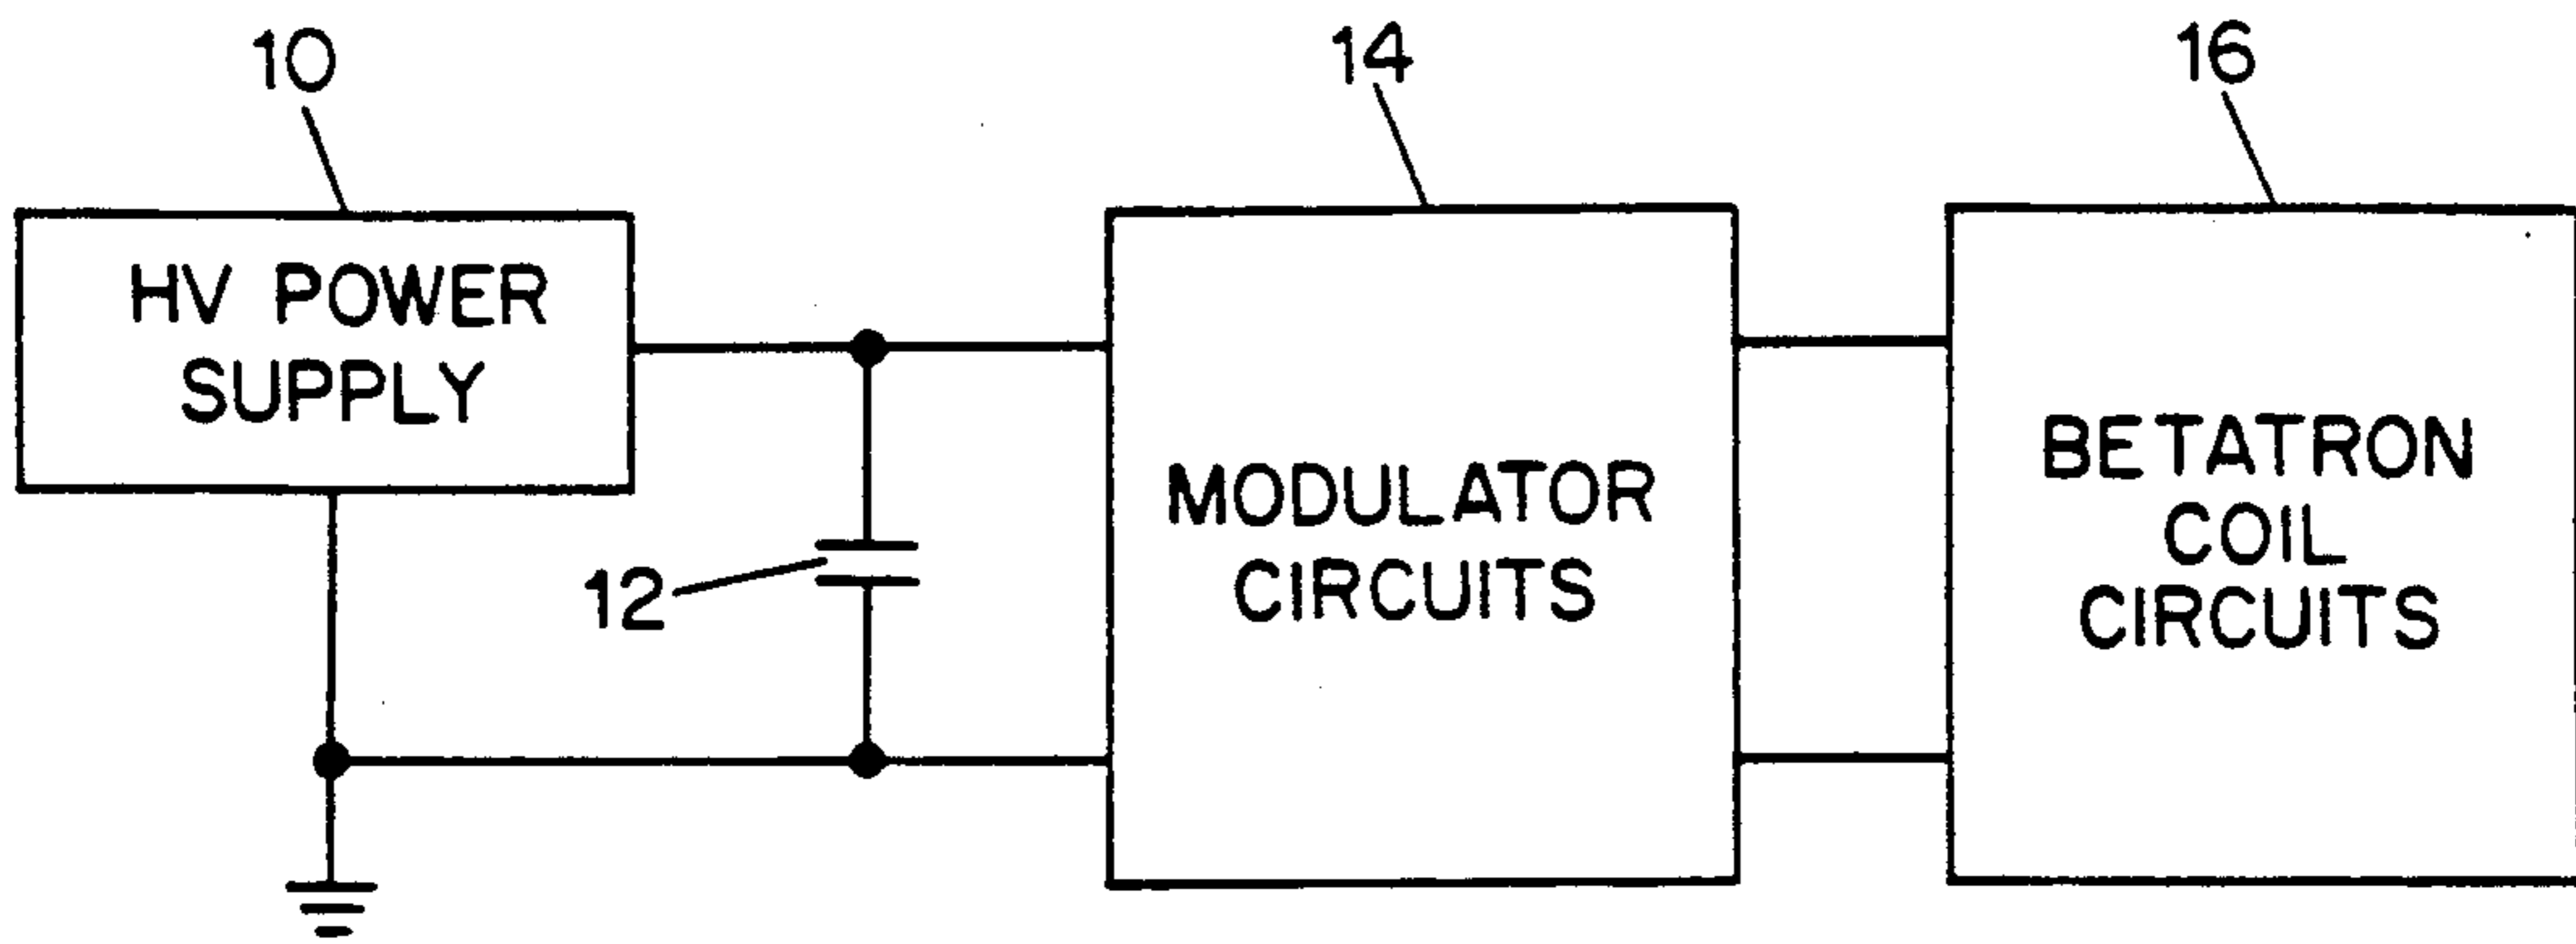 10
14
16
HV POWER
SUPPLY
12
MODULATOR
CIRCUITS
BETATRON
COIL
CIRCUITS